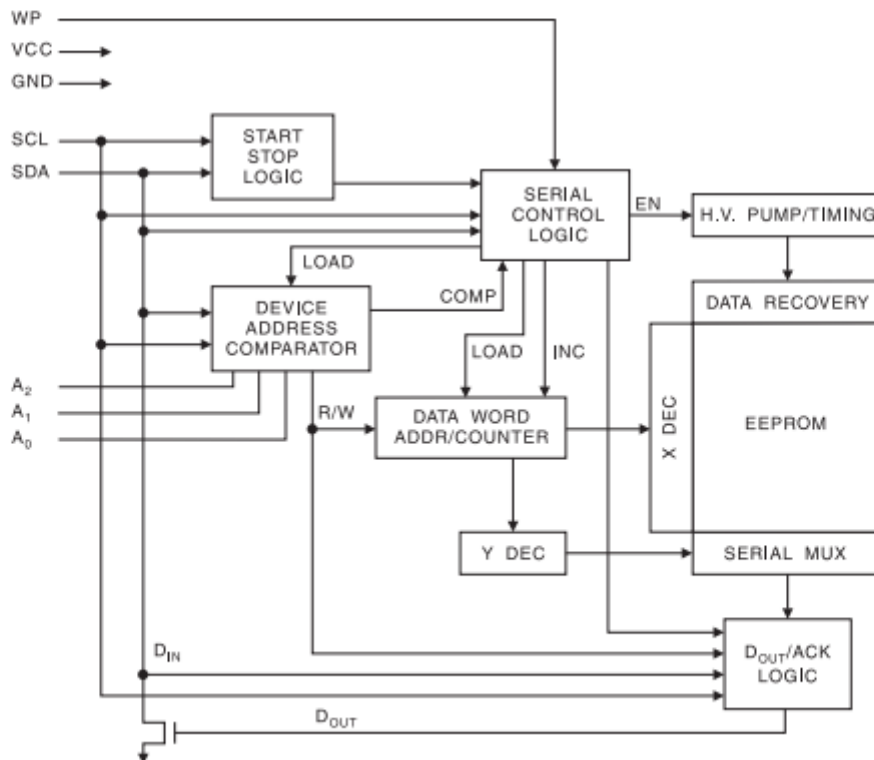 WP
VCC
GND
SCL
SDA
START
STOP
LOGIC
SERIAL
CONTROL
LOGIC
EN
H.V. PUMP/TIMING
LOAD
COMP
DEVICE
ADDRESS
COMPARATOR
DATA RECOVERY
LOAD
INC
A2
A1
A0
R/W
DATA WORD
ADDR/COUNTER
X DEC
EEPROM
Y DEC
SERIAL MUX
DIN
DOUT/ACK
LOGIC
DOUT